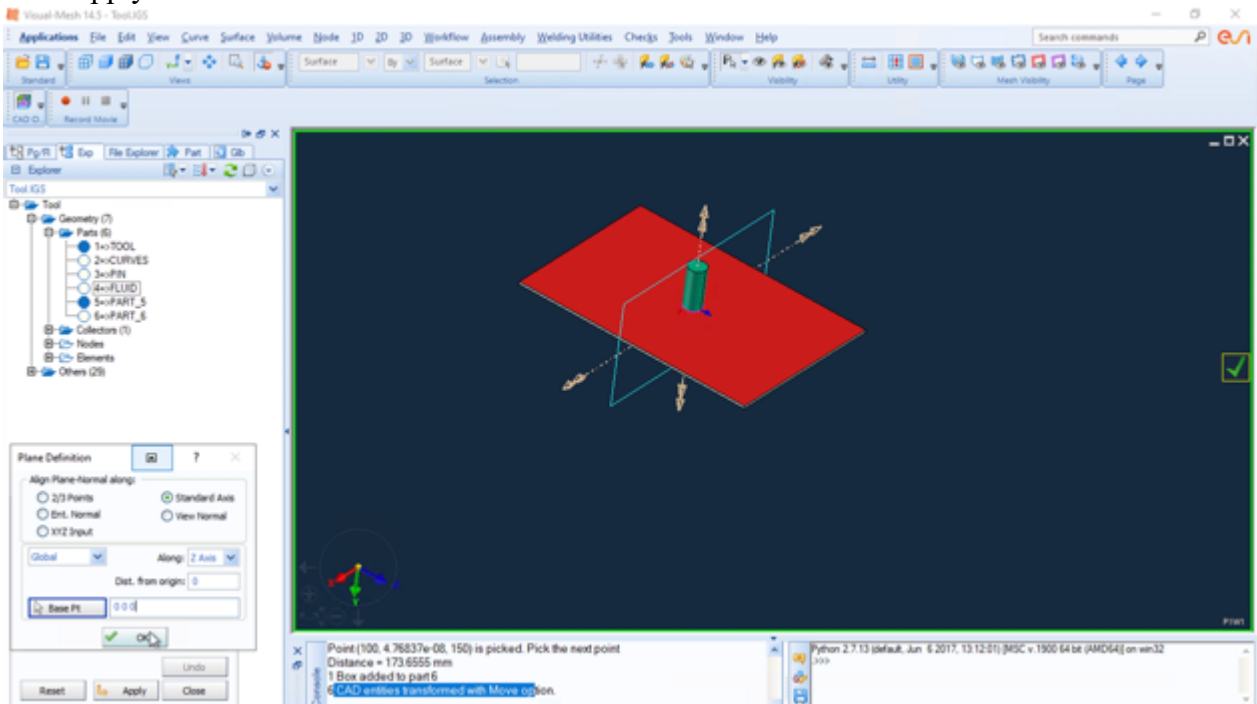 Visual-Mesh 14.5 - Tool.IGS
Applications File Edit View Curve Surface Volume Node 1D 2D 3D Workflow Assembly Welding Utilities Checks Tools Window Help
Search commands
esi
Surface By Surface
Standard Views Selection Visibility Utility Mesh Visibility Page
CAD O... Record Movie
Pg/R Exp File Explorer Part Glb
Explorer
Tool.IGS
Tool
Geometry (7)
Parts (6)
1<>TOOL
2<>CURVES
3<>PIN
4<>FLUID
5<>PART_5
6<>PART_6
Collectors (1)
Nodes
Elements
Others (29)
Plane Definition ?
Align Plane-Normal along:
2/3 Points Standard Axis
Ent. Normal View Normal
XYZ Input
Global Along: Z Axis
Dist. from origin: 0
Base Pt 0 0 0
OK
Undo
Reset Apply Close
Y
P1W1
Console
Point (100, 4.76837e-08, 150) is picked. Pick the next point
Distance = 173.6555 mm
1 Box added to part 6
6 CAD entities transformed with Move option.
Python 2.7.13 (default, Jun 6 2017, 13:12:01) [MSC v.1900 64 bit (AMD64)] on win32
>>>